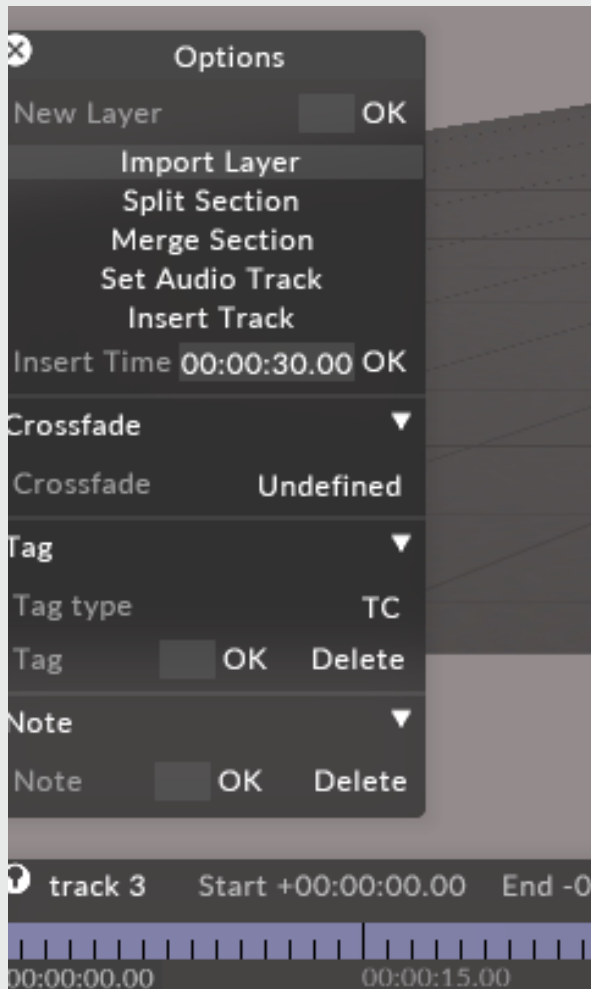 Options
New Layer OK
Import Layer
Split Section
Merge Section
Set Audio Track
Insert Track
Insert Time 00:00:30.00 OK
Crossfade
Crossfade Undefined
Tag
Tag type TC
Tag OK Delete
Note
Note OK Delete
track 3 Start +00:00:00.00 End -0
00:00:00.00 00:00:15.00